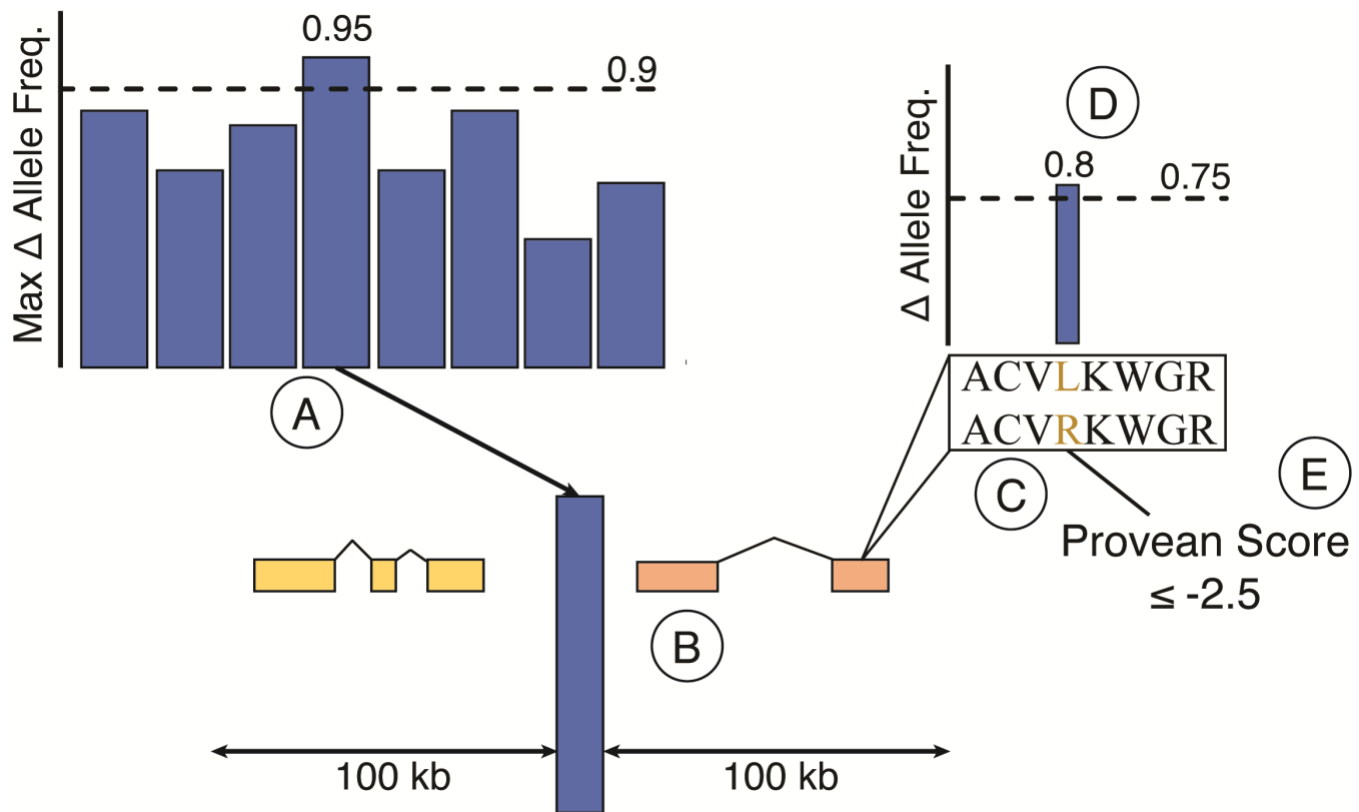 Max Δ Allele Freq.
0.95
0.9
A
Δ Allele Freq.
D
0.8
0.75
ACVLKWGR
ACVRKWGR
C
E
Provean Score
≤ -2.5
B
100 kb
100 kb